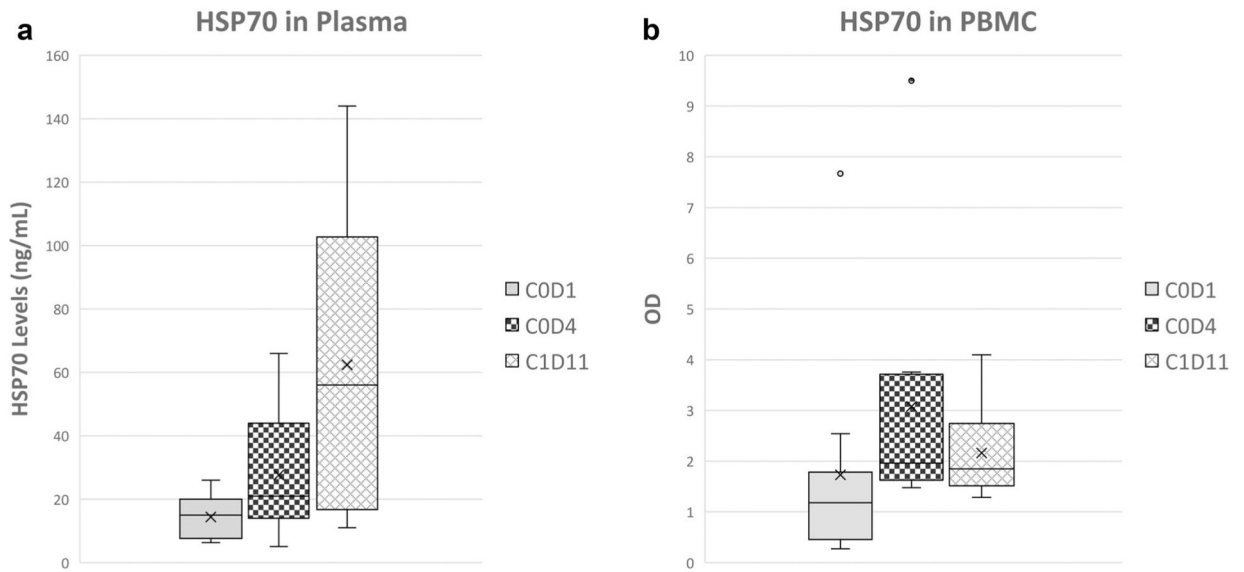 a
HSP70 in Plasma
HSP70 Levels (ng/mL)
160
140
120
100
80
60
40
20
0
C0D1
C0D4
C1D11
b
HSP70 in PBMC
OD
10
9
8
7
6
5
4
3
2
1
0
C0D1
C0D4
C1D11